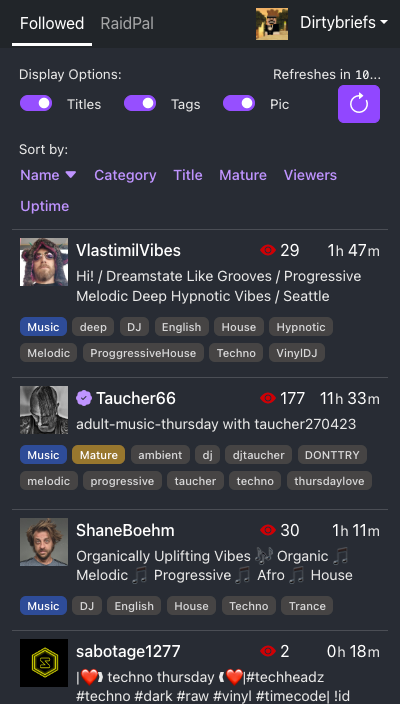 Followed RaidPal Dirtybriefs
Display Options: Refreshes in 10...
Titles Tags Pic
Sort by:
Name Category Title Mature Viewers
Uptime
VlastimilVibes 29 1h 47m
Hi! / Dreamstate Like Grooves / Progressive
Melodic Deep Hypnotic Vibes / Seattle
Music deep DJ English House Hypnotic
Melodic ProggressiveHouse Techno VinylDJ
Taucher66 177 11h 33m
adult-music-thursday with taucher270423
Music Mature ambient dj djtaucher DONTTRY
melodic progressive taucher techno thursdaylove
ShaneBoehm 30 1h 11m
Organically Uplifting Vibes 🎶 Organic 🎵
Melodic 🎵 Progressive 🎵 Afro 🎵 House
Music DJ English House Techno Trance
sabotage1277 2 0h 18m
|❤️❫ techno thursday ❪❤️|#techheadz
#techno #dark #raw #vinyl #timecode| !id